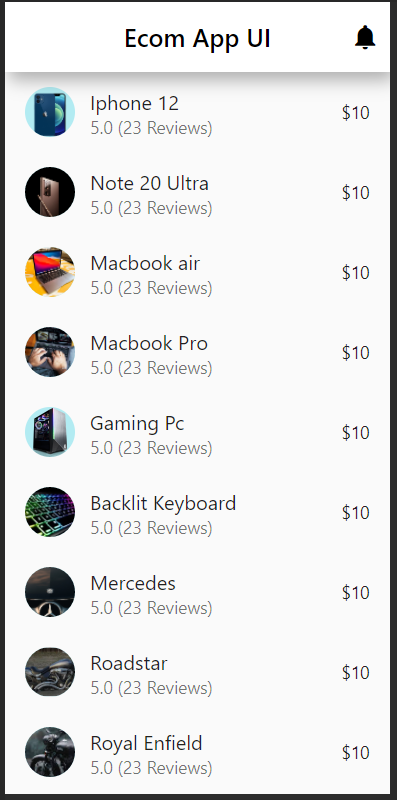 Ecom App UI
Iphone 12
5.0 (23 Reviews)
$10
Note 20 Ultra
5.0 (23 Reviews)
$10
Macbook air
5.0 (23 Reviews)
$10
Macbook Pro
5.0 (23 Reviews)
$10
Gaming Pc
5.0 (23 Reviews)
$10
Backlit Keyboard
5.0 (23 Reviews)
$10
Mercedes
5.0 (23 Reviews)
$10
Roadstar
5.0 (23 Reviews)
$10
Royal Enfield
5.0 (23 Reviews)
$10